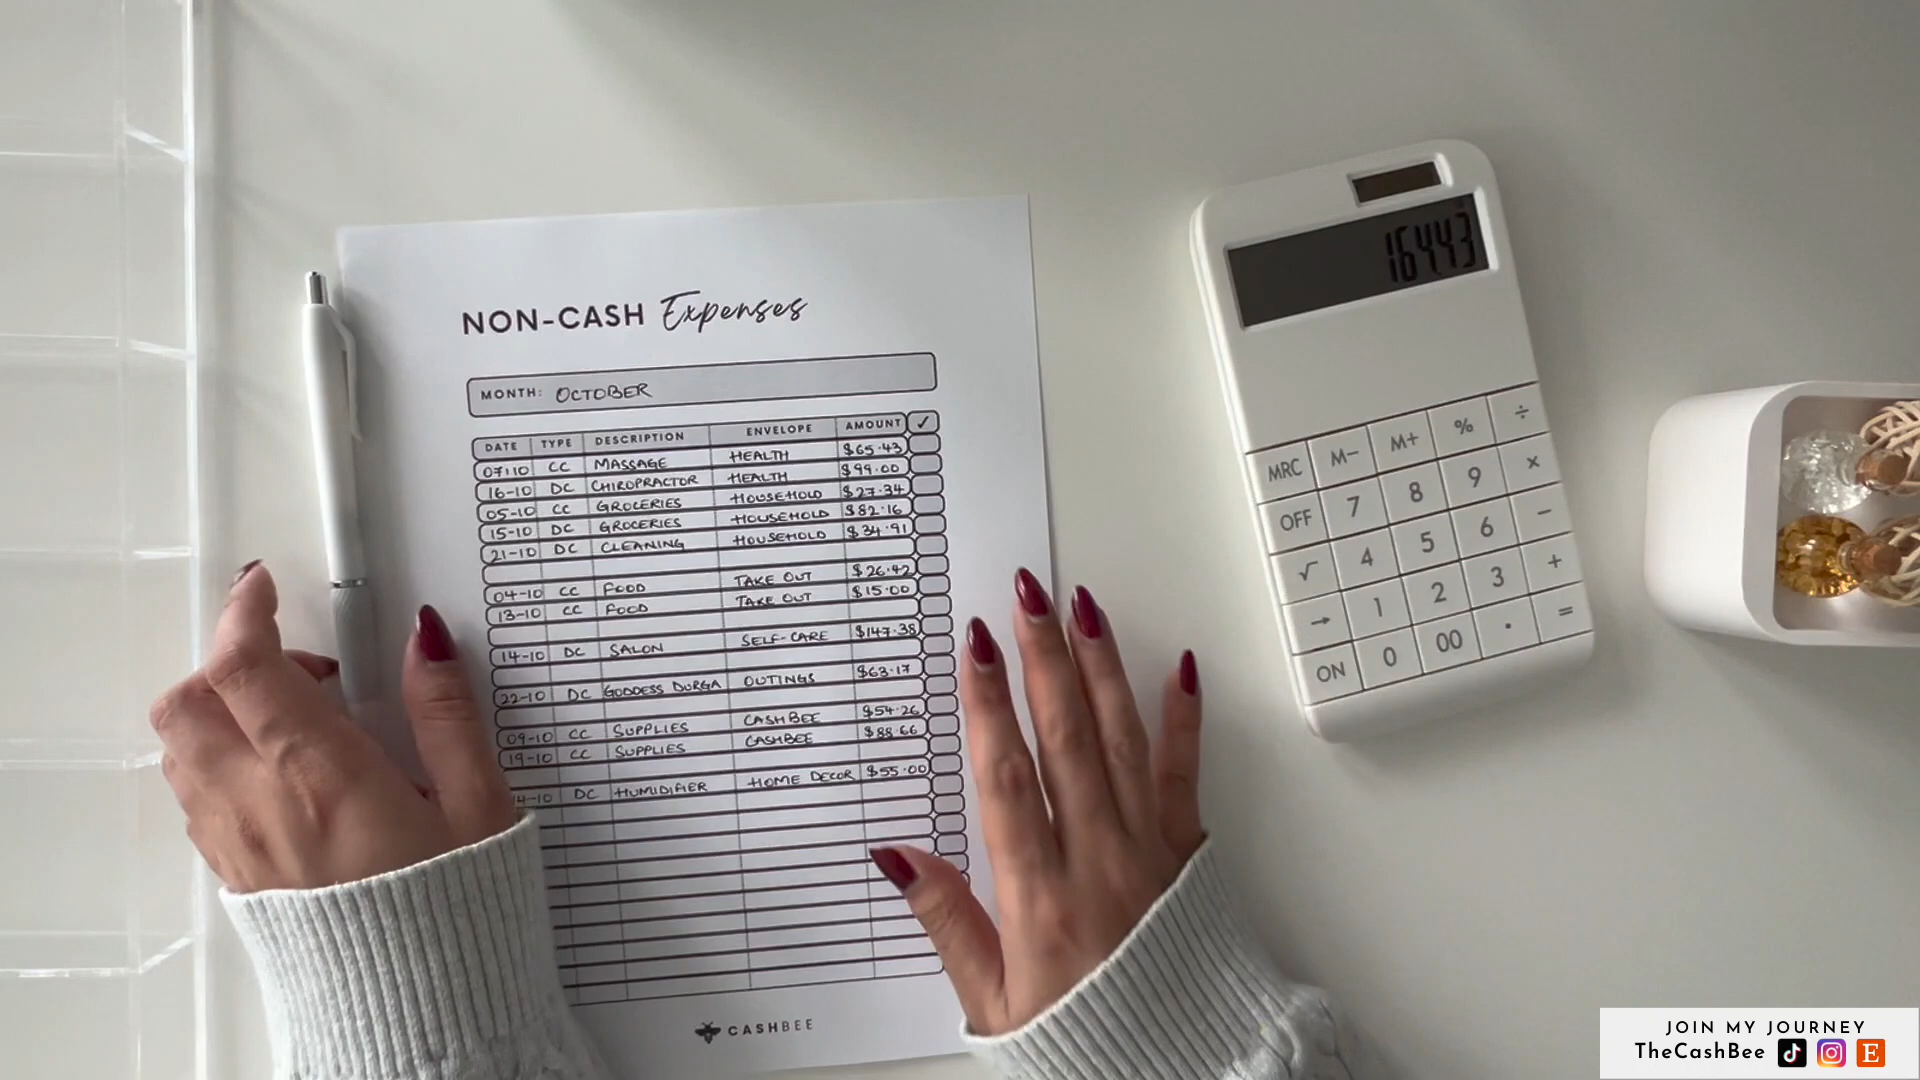 NON-CASH Expenses
MONTH: OCTOBER
DATE TYPE DESCRIPTION ENVELOPE AMOUNT ✓
07-10 CC MASSAGE HEALTH $65.43
16-10 DC CHIROPRACTOR HEALTH $99.00
05-10 CC GROCERIES HOUSEHOLD $27.34
15-10 DC GROCERIES HOUSEHOLD $82.16
21-10 DC CLEANING HOUSEHOLD $34.91
04-10 CC FOOD TAKE OUT $26.42
13-10 CC FOOD TAKE OUT $15.00
14-10 DC SALON SELF-CARE $147.38
22-10 DC GODDESS DURGA OUTINGS $63.17
09-10 CC SUPPLIES CASHBEE $54.26
19-10 CC SUPPLIES CASHBEE $88.66
14-10 DC HUMIDIFIER HOME DECOR $55.00
CASHBEE
164.43
MRC M− M+ % ÷
OFF 7 8 9 ×
√ 4 5 6 −
→ 1 2 3 +
ON 0 00 · =
JOIN MY JOURNEY
TheCashBee